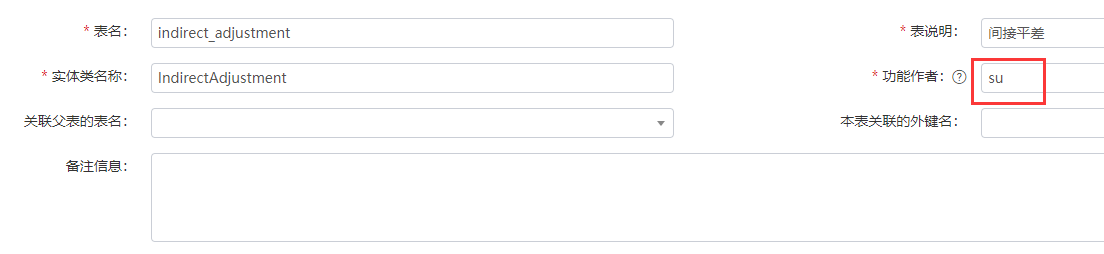 * 表名： indirect_adjustment * 表说明： 间接平差
* 实体类名称： IndirectAdjustment * 功能作者： ? su
关联父表的表名： 本表关联的外键名：
备注信息：